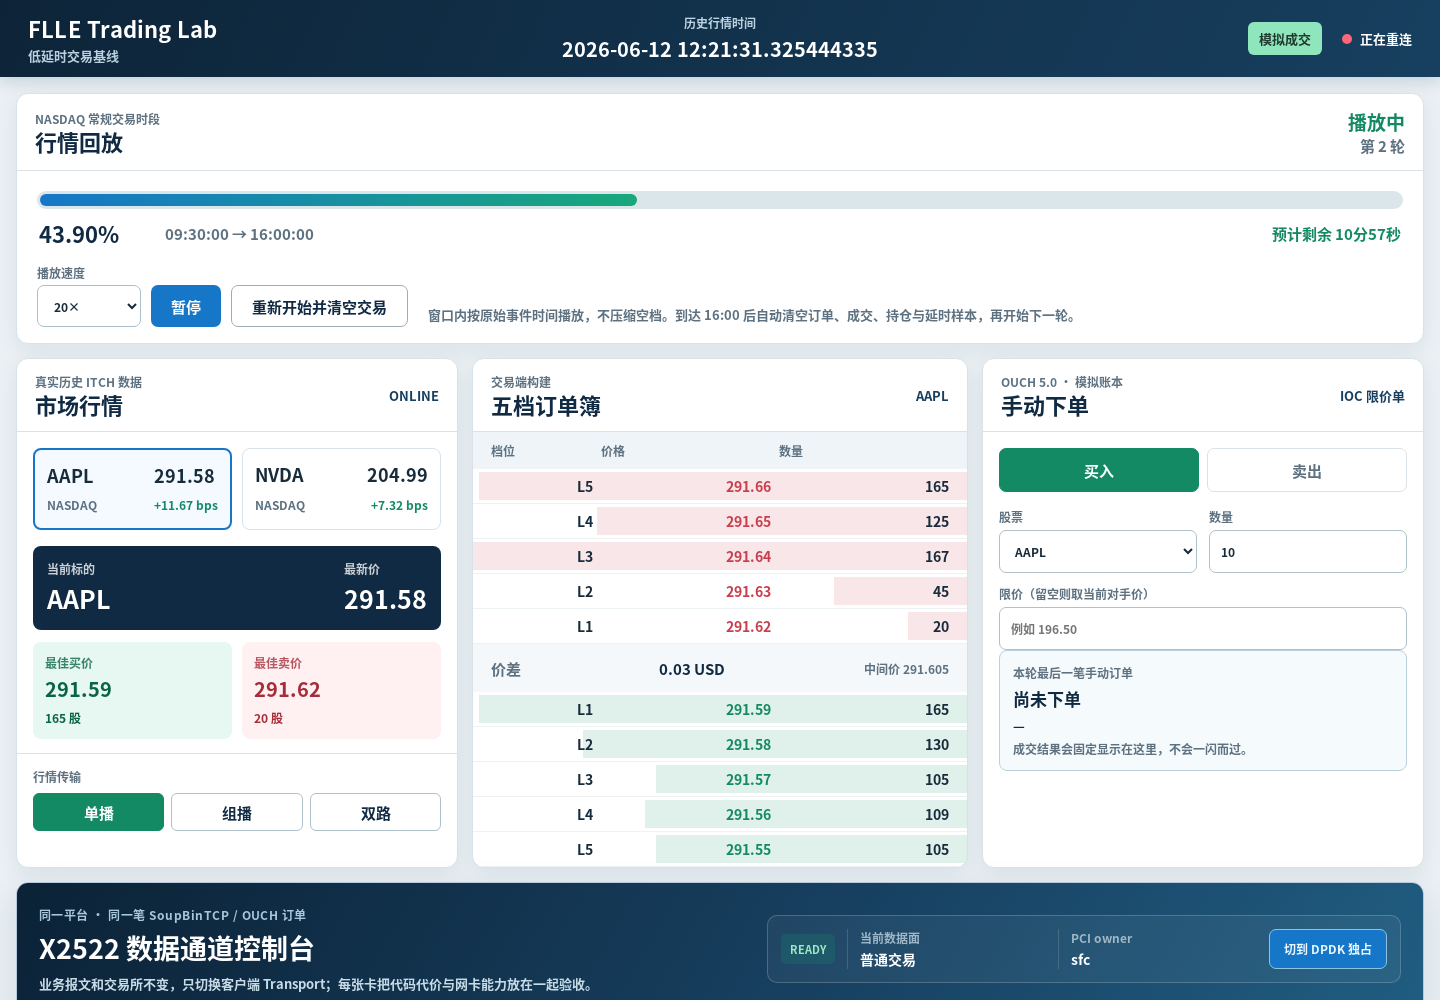 FLLE Trading Lab
低延时交易基线
历史行情时间
2026-06-12 12:21:31.325444335
模拟成交
正在重连
NASDAQ 常规交易时段
行情回放
播放中
第 2 轮
43.90%
09:30:00 → 16:00:00
预计剩余 10分57秒
播放速度
20×
暂停
重新开始并清空交易
窗口内按原始事件时间播放，不压缩空档。到达 16:00 后自动清空订单、成交、持仓与延时样本，再开始下一轮。
真实历史 ITCH 数据
市场行情
ONLINE
AAPL 291.58
NASDAQ +11.67 bps
NVDA 204.99
NASDAQ +7.32 bps
当前标的 最新价
AAPL 291.58
最佳买价
291.59
165 股
最佳卖价
291.62
20 股
行情传输
单播 组播 双路
交易端构建
五档订单簿
AAPL
档位 价格 数量
L5 291.66 165
L4 291.65 125
L3 291.64 167
L2 291.63 45
L1 291.62 20
价差 0.03 USD 中间价 291.605
L1 291.59 165
L2 291.58 130
L3 291.57 105
L4 291.56 109
L5 291.55 105
OUCH 5.0 · 模拟账本
手动下单
IOC 限价单
买入 卖出
股票 数量
AAPL 10
限价（留空则取当前对手价）
例如 196.50
本轮最后一笔手动订单
尚未下单
—
成交结果会固定显示在这里，不会一闪而过。
同一平台 · 同一笔 SoupBinTCP / OUCH 订单
X2522 数据通道控制台
业务报文和交易所不变，只切换客户端 Transport；每张卡把代码代价与网卡能力放在一起验收。
READY
当前数据面
普通交易
PCI owner
sfc
切到 DPDK 独占